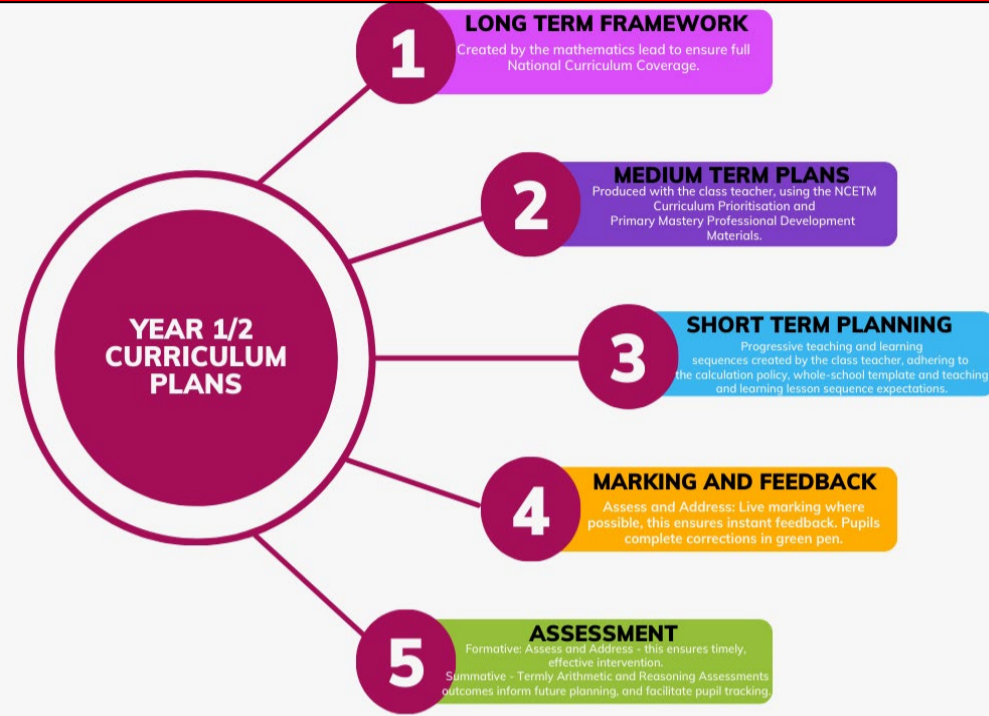 YEAR 1/2
CURRICULUM
PLANS
1
LONG TERM FRAMEWORK
Created by the mathematics lead to ensure full
National Curriculum Coverage.
2
MEDIUM TERM PLANS
Produced with the class teacher, using the NCETM
Curriculum Prioritisation and
Primary Mastery Professional Development
Materials.
3
SHORT TERM PLANNING
Progressive teaching and learning
sequences created by the class teacher, adhering to
the calculation policy, whole-school template and teaching
and learning lesson sequence expectations.
4
MARKING AND FEEDBACK
Assess and Address: Live marking where
possible, this ensures instant feedback. Pupils
complete corrections in green pen.
5
ASSESSMENT
Formative: Assess and Address - this ensures timely,
effective intervention.
Summative - Termly Arithmetic and Reasoning Assessments
outcomes inform future planning, and facilitate pupil tracking.